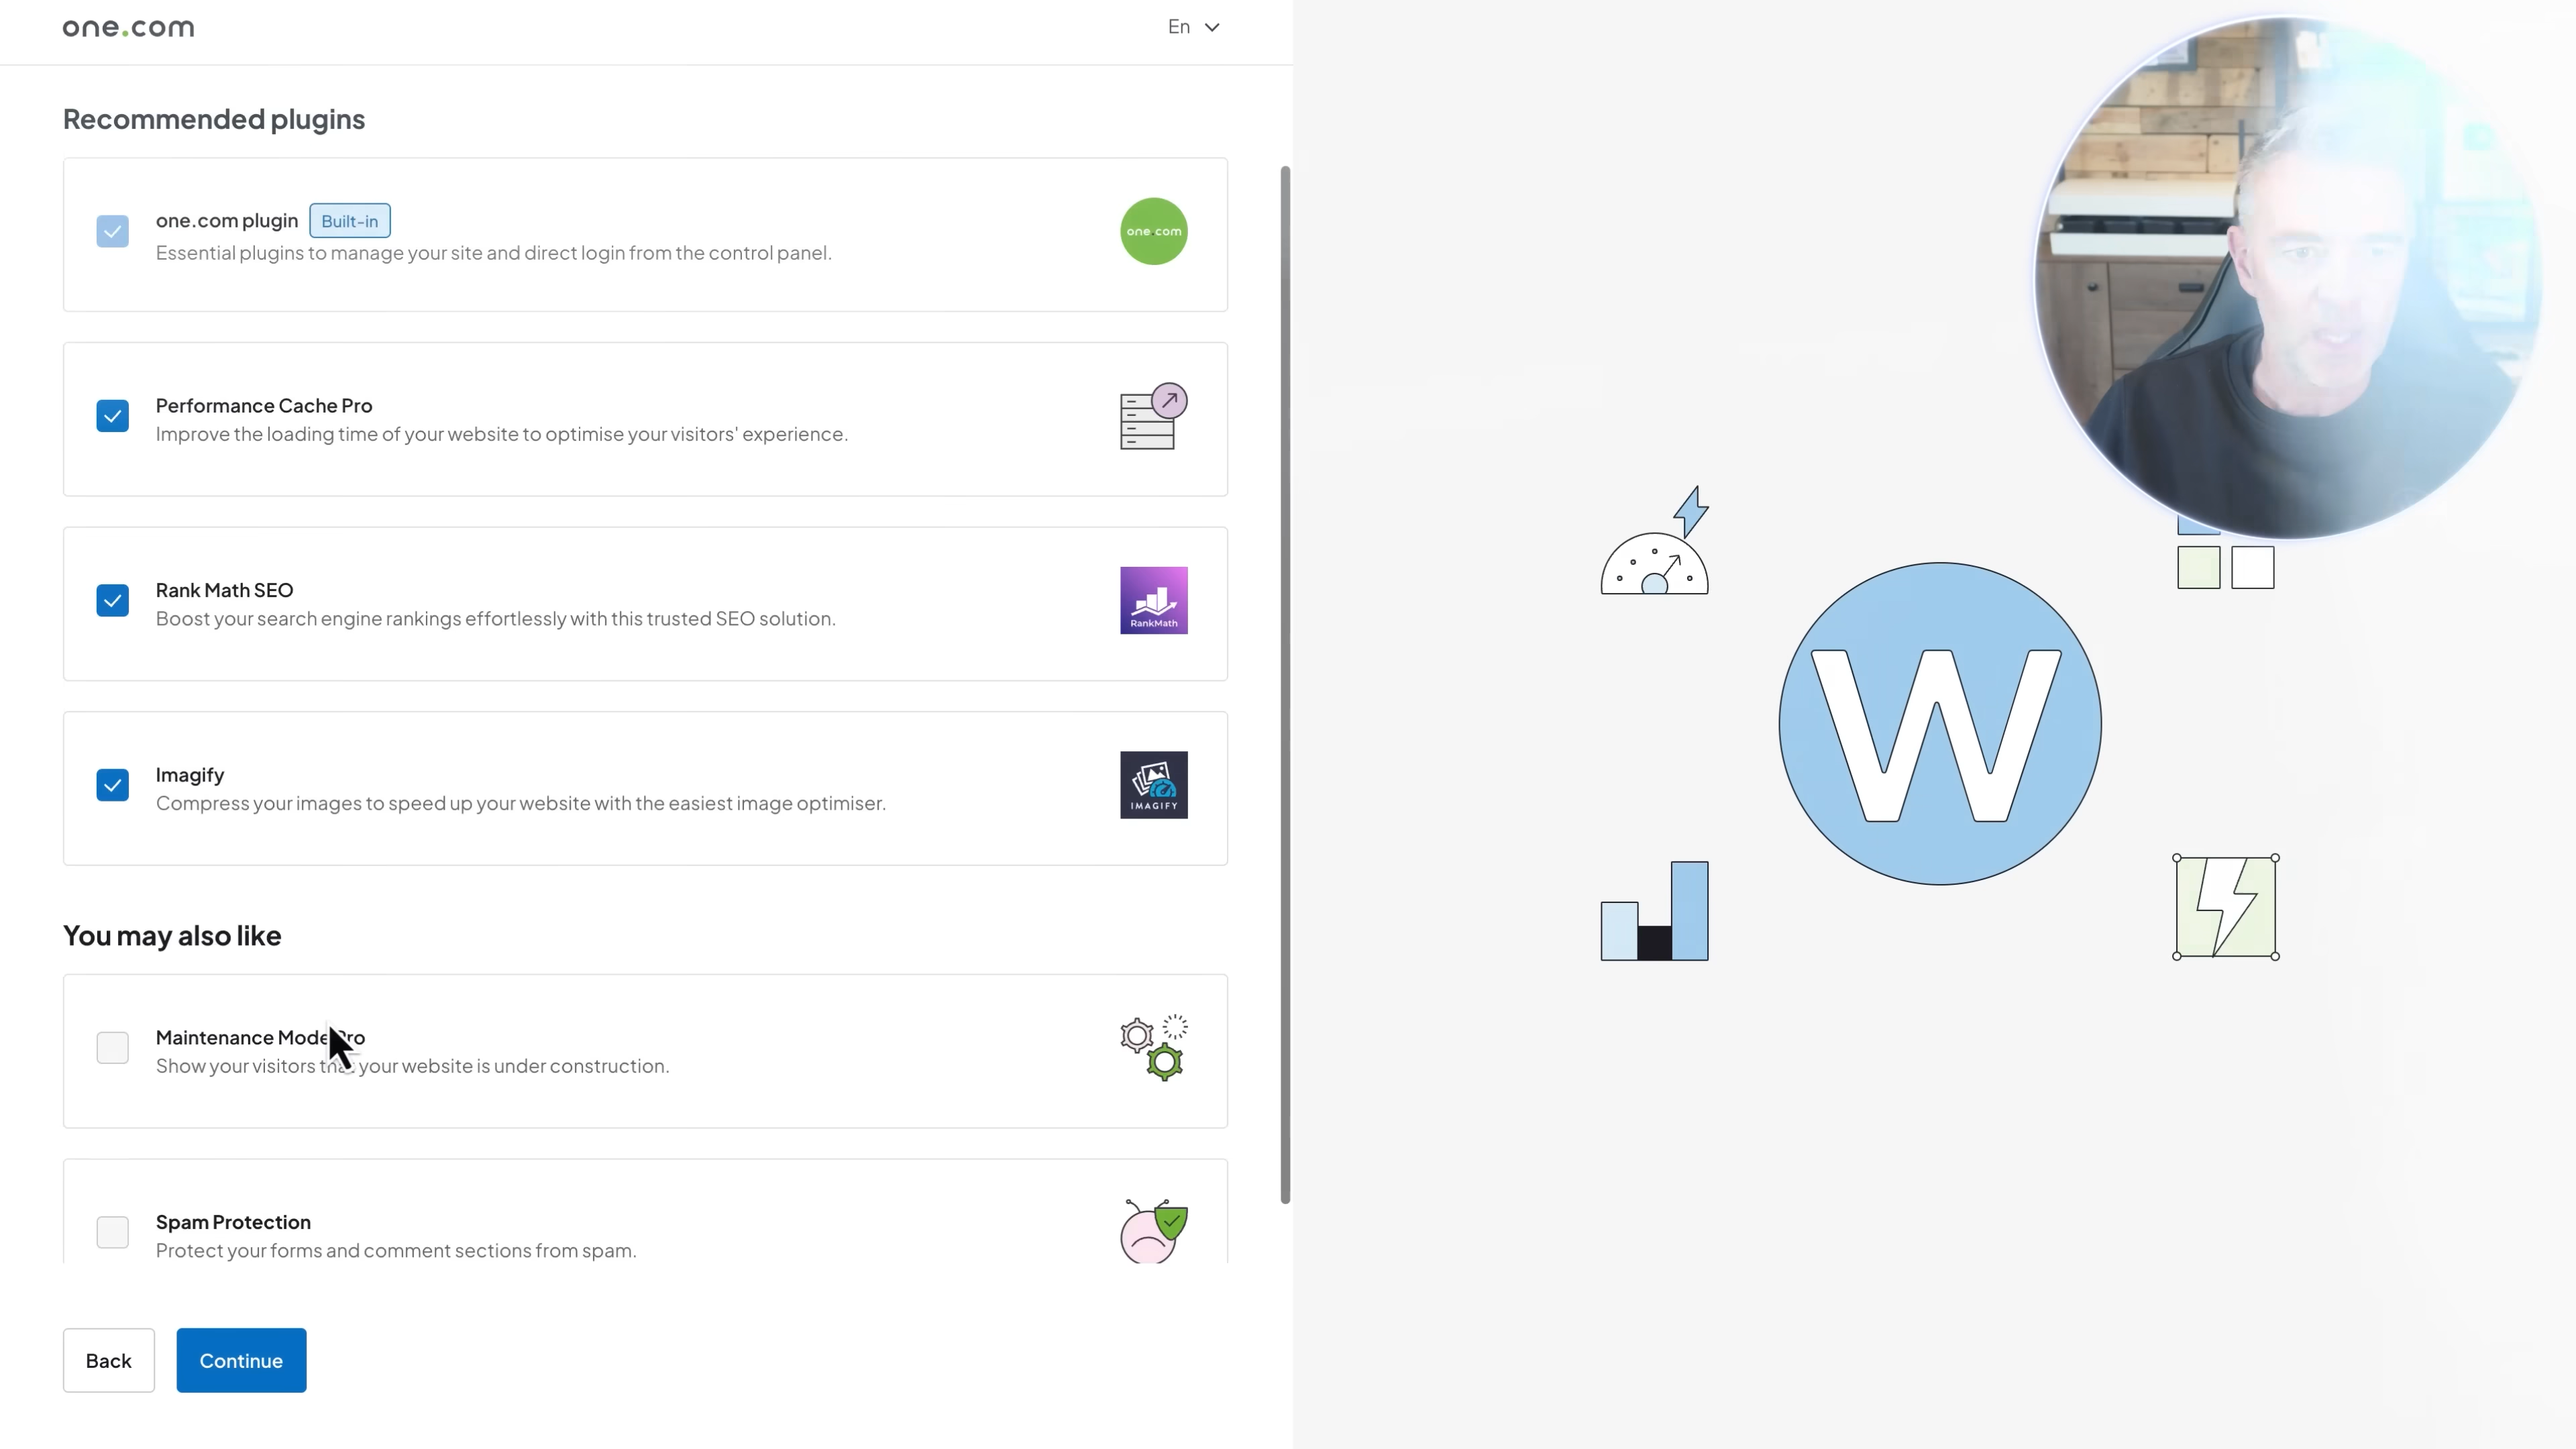 one.com
En
Recommended plugins
one.com plugin Built-in
Essential plugins to manage your site and direct login from the control panel.
one.com
Performance Cache Pro
Improve the loading time of your website to optimise your visitors' experience.
Rank Math SEO
Boost your search engine rankings effortlessly with this trusted SEO solution.
RankMath
Imagify
Compress your images to speed up your website with the easiest image optimiser.
IMAGIFY
You may also like
Maintenance Mode Pro
Show your visitors that your website is under construction.
Spam Protection
Protect your forms and comment sections from spam.
Back
Continue
W